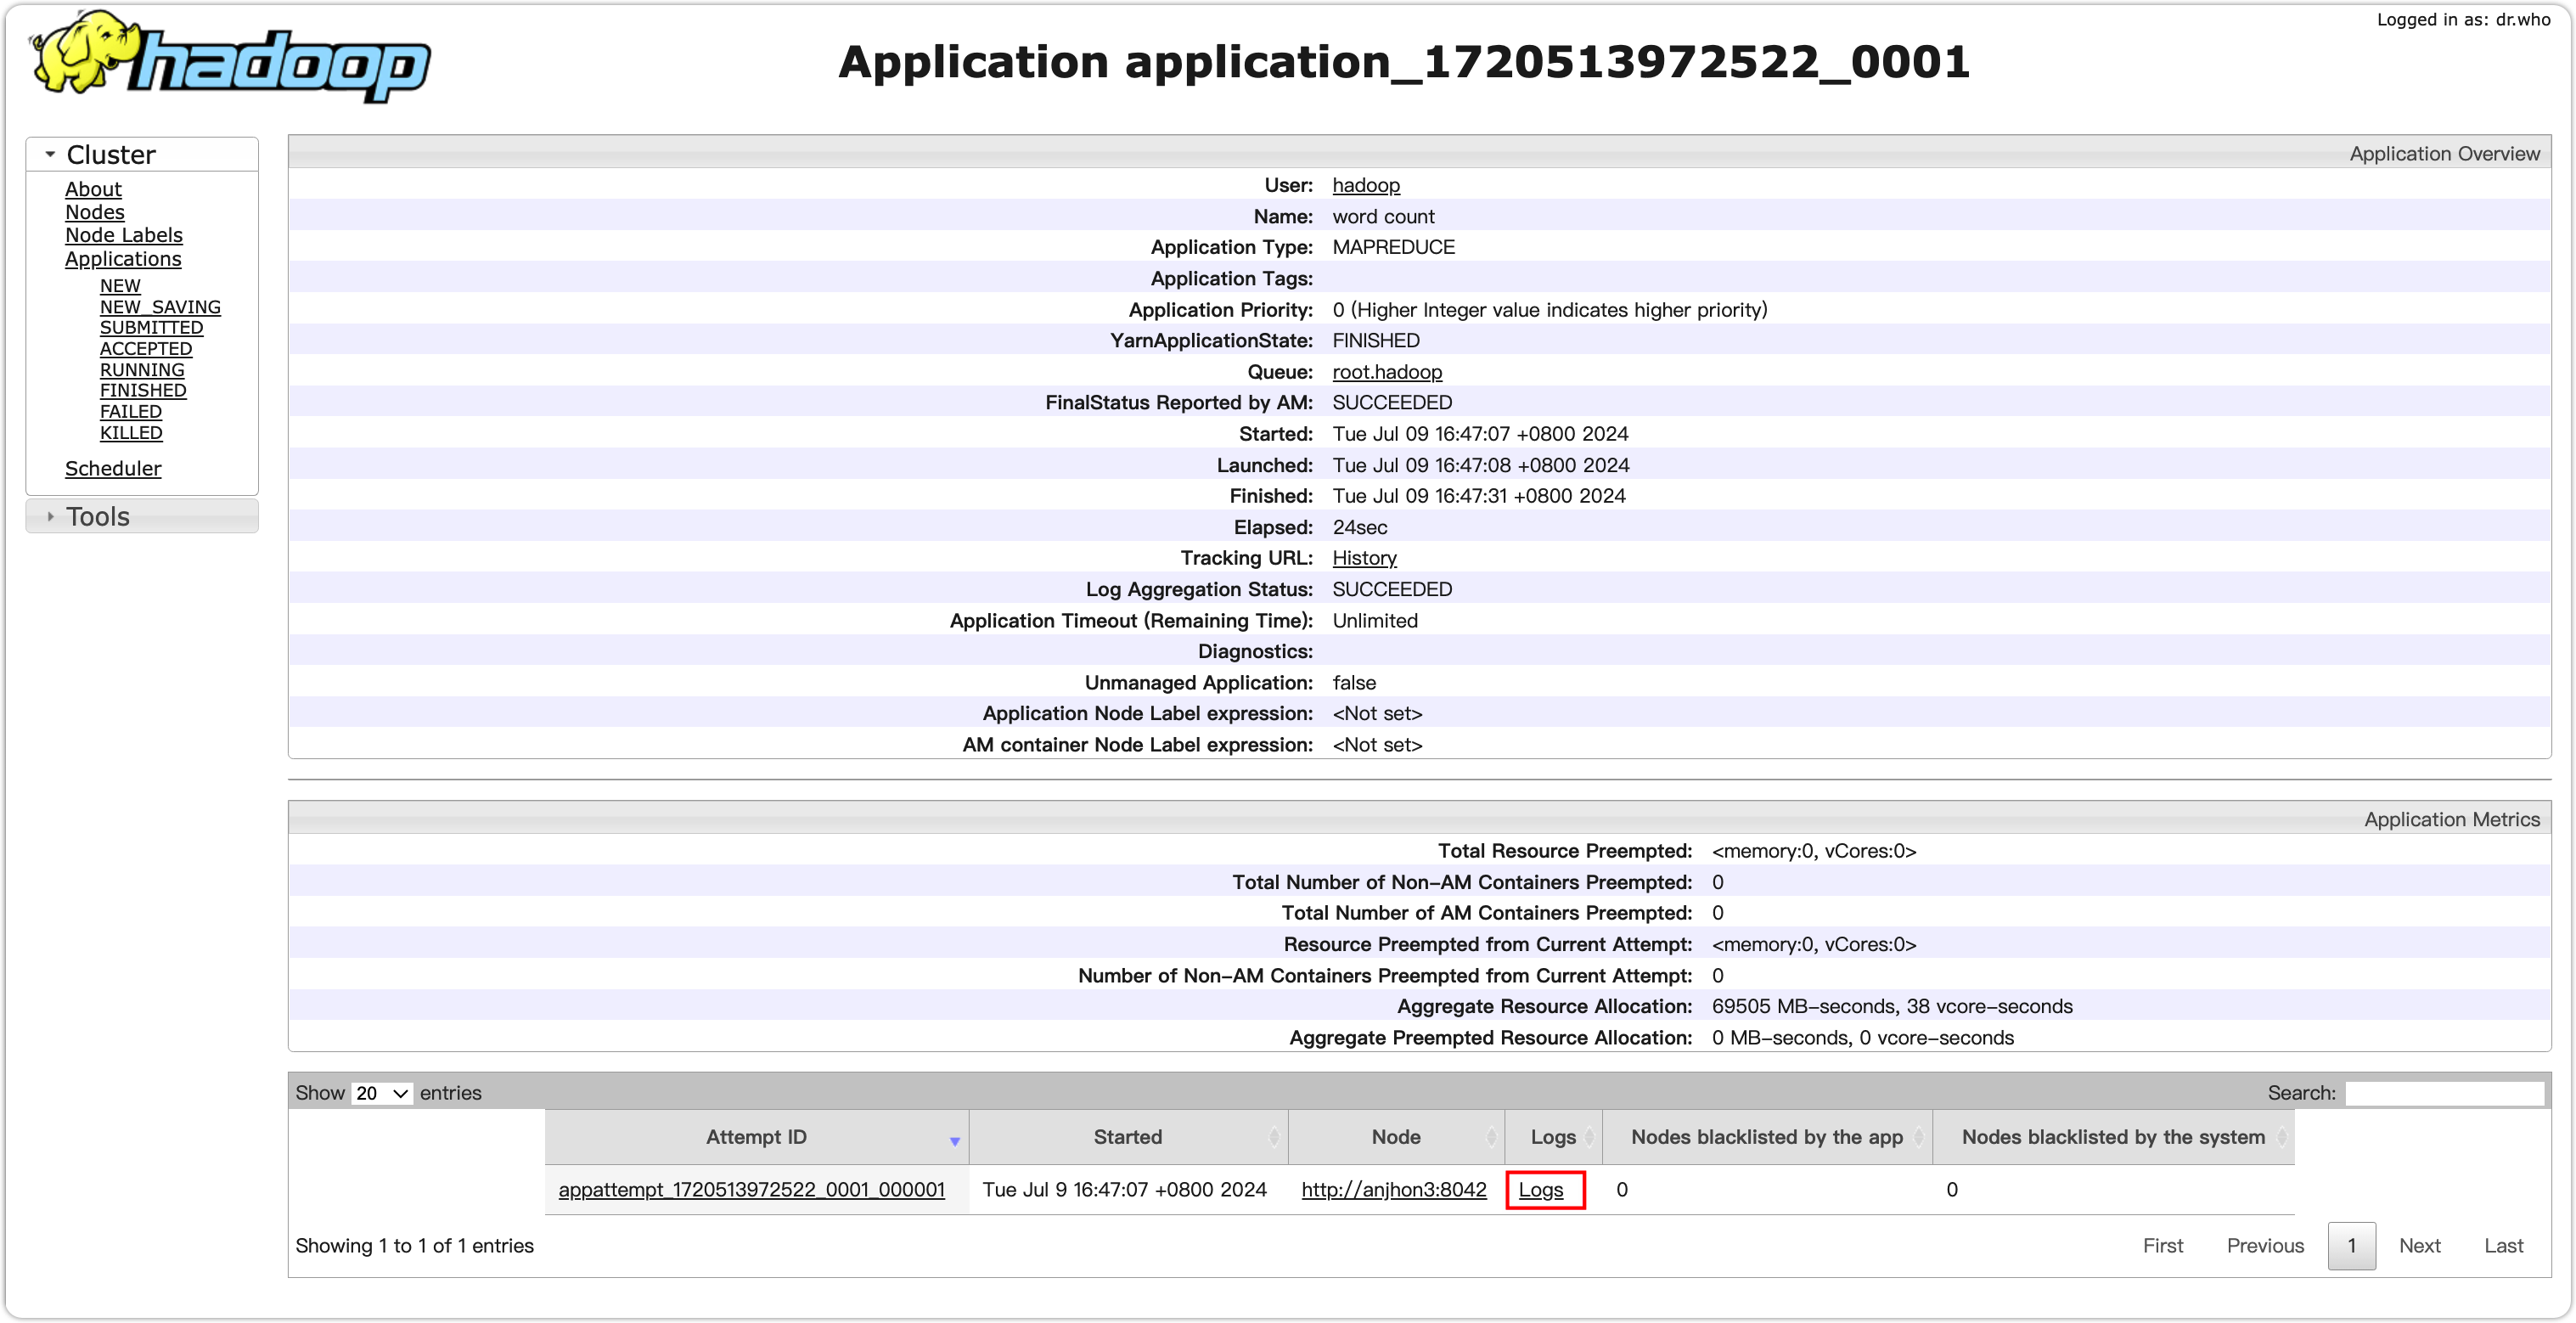 Logged in as: dr.who
hadoop
Application application_1720513972522_0001
Cluster
About
Nodes
Node Labels
Applications
NEW
NEW_SAVING
SUBMITTED
ACCEPTED
RUNNING
FINISHED
FAILED
KILLED
Scheduler
Tools
Application Overview
User: hadoop
Name: word count
Application Type: MAPREDUCE
Application Tags:
Application Priority: 0 (Higher Integer value indicates higher priority)
YarnApplicationState: FINISHED
Queue: root.hadoop
FinalStatus Reported by AM: SUCCEEDED
Started: Tue Jul 09 16:47:07 +0800 2024
Launched: Tue Jul 09 16:47:08 +0800 2024
Finished: Tue Jul 09 16:47:31 +0800 2024
Elapsed: 24sec
Tracking URL: History
Log Aggregation Status: SUCCEEDED
Application Timeout (Remaining Time): Unlimited
Diagnostics:
Unmanaged Application: false
Application Node Label expression: <Not set>
AM container Node Label expression: <Not set>
Application Metrics
Total Resource Preempted: <memory:0, vCores:0>
Total Number of Non-AM Containers Preempted: 0
Total Number of AM Containers Preempted: 0
Resource Preempted from Current Attempt: <memory:0, vCores:0>
Number of Non-AM Containers Preempted from Current Attempt: 0
Aggregate Resource Allocation: 69505 MB-seconds, 38 vcore-seconds
Aggregate Preempted Resource Allocation: 0 MB-seconds, 0 vcore-seconds
Show 20 entries Search:
Attempt ID Started Node Logs Nodes blacklisted by the app Nodes blacklisted by the system
appattempt_1720513972522_0001_000001 Tue Jul 9 16:47:07 +0800 2024 http://anjhon3:8042 Logs 0 0
Showing 1 to 1 of 1 entries First Previous 1 Next Last